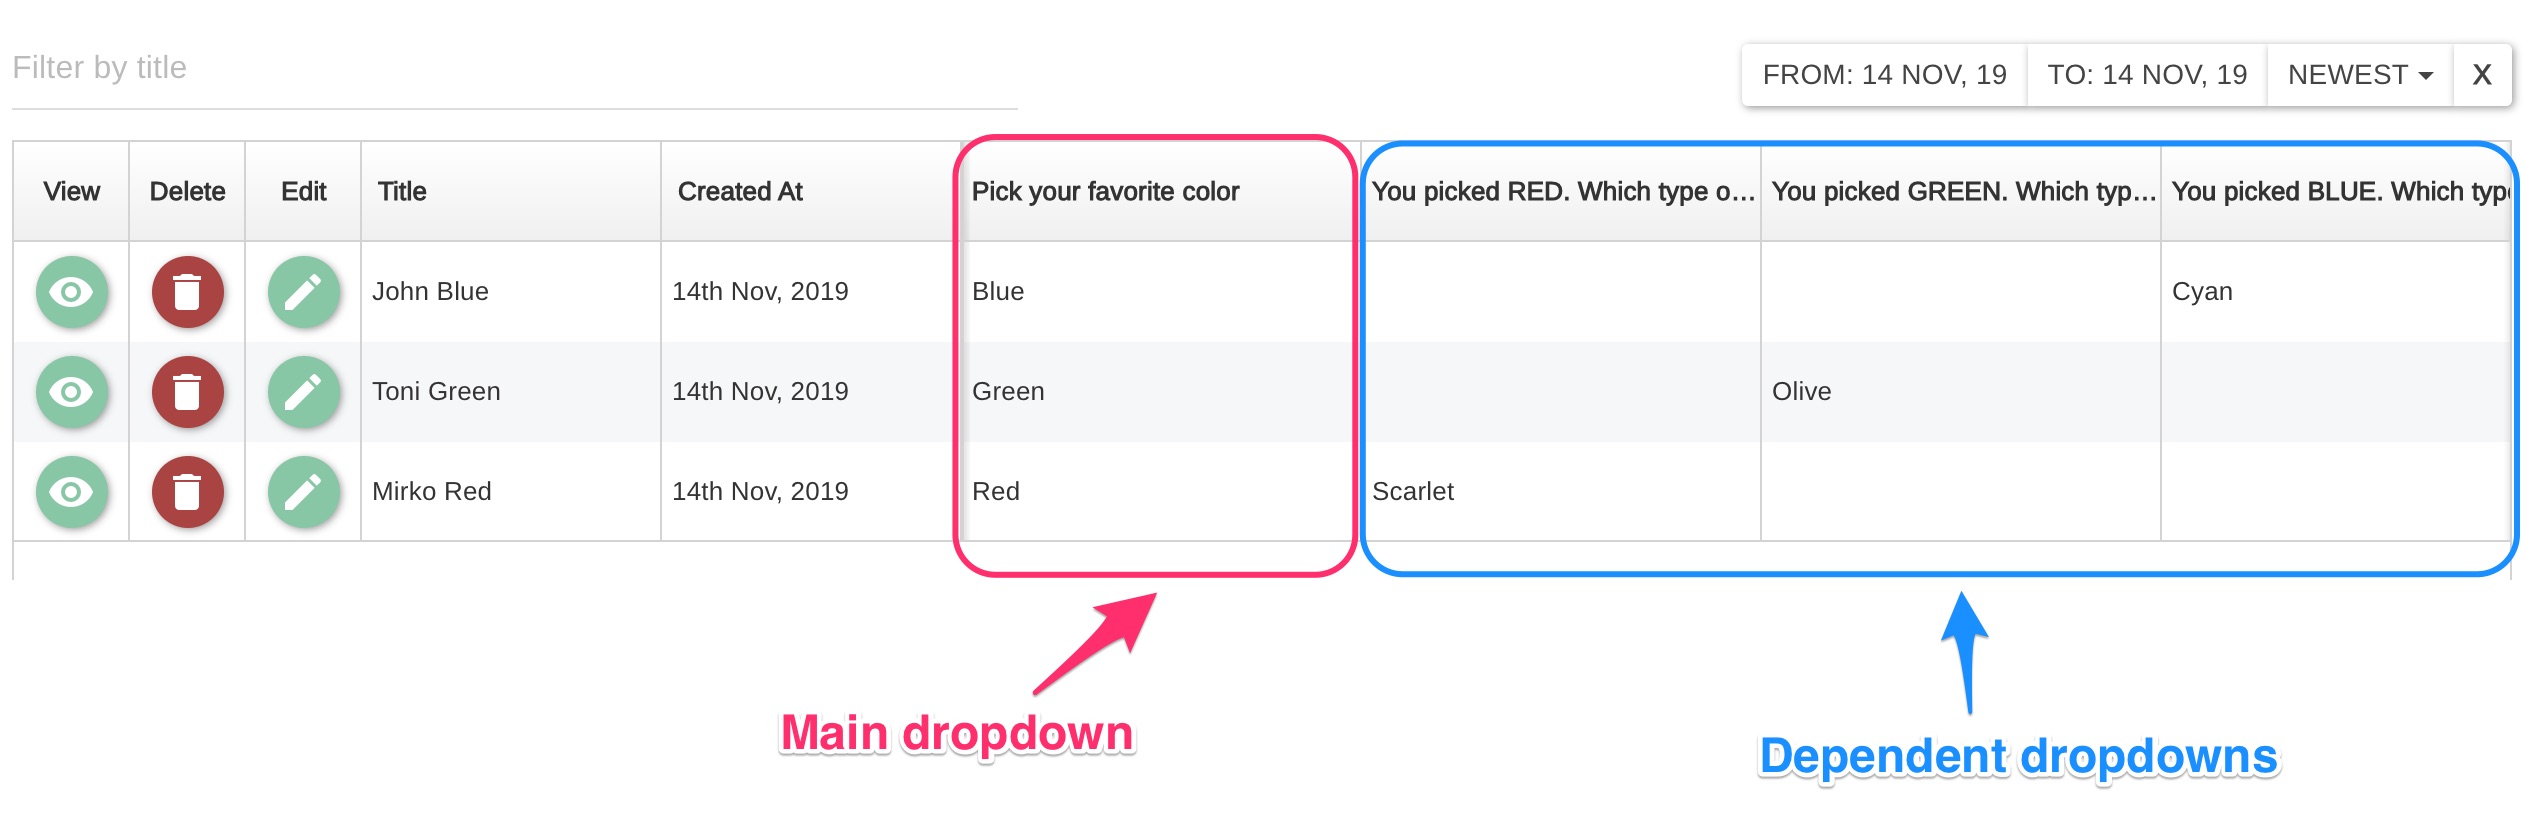 Filter by title
FROM: 14 NOV, 19 TO: 14 NOV, 19 NEWEST X
View Delete Edit Title Created At Pick your favorite color You picked RED. Which type o... You picked GREEN. Which typ... You picked BLUE. Which type
John Blue 14th Nov, 2019 Blue Cyan
Toni Green 14th Nov, 2019 Green Olive
Mirko Red 14th Nov, 2019 Red Scarlet
Main dropdown
Dependent dropdowns